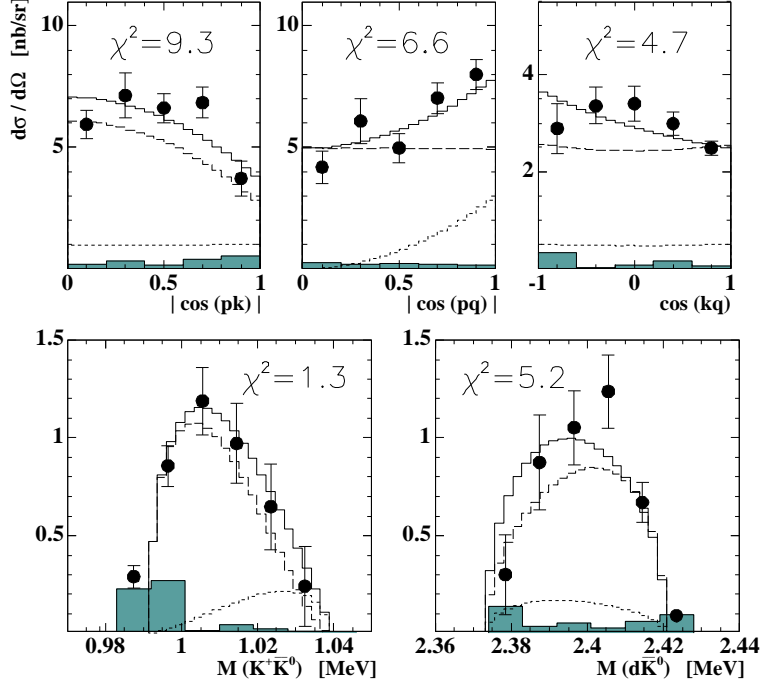 dσ / dΩ [nb/sr]
10
5
χ²=9.3
0 0.5 1
| cos (pk) |
10
5
χ²=6.6
0 0.5 1
| cos (pq) |
4
2
χ²=4.7
-1 0 1
cos (kq)
1.5
1
0.5
χ²=1.3
0.98 1 1.02 1.04
M (K⁺K̅⁰) [MeV]
1.5
1
0.5
χ²=5.2
2.36 2.38 2.4 2.42 2.44
M (dK̅⁰) [MeV]